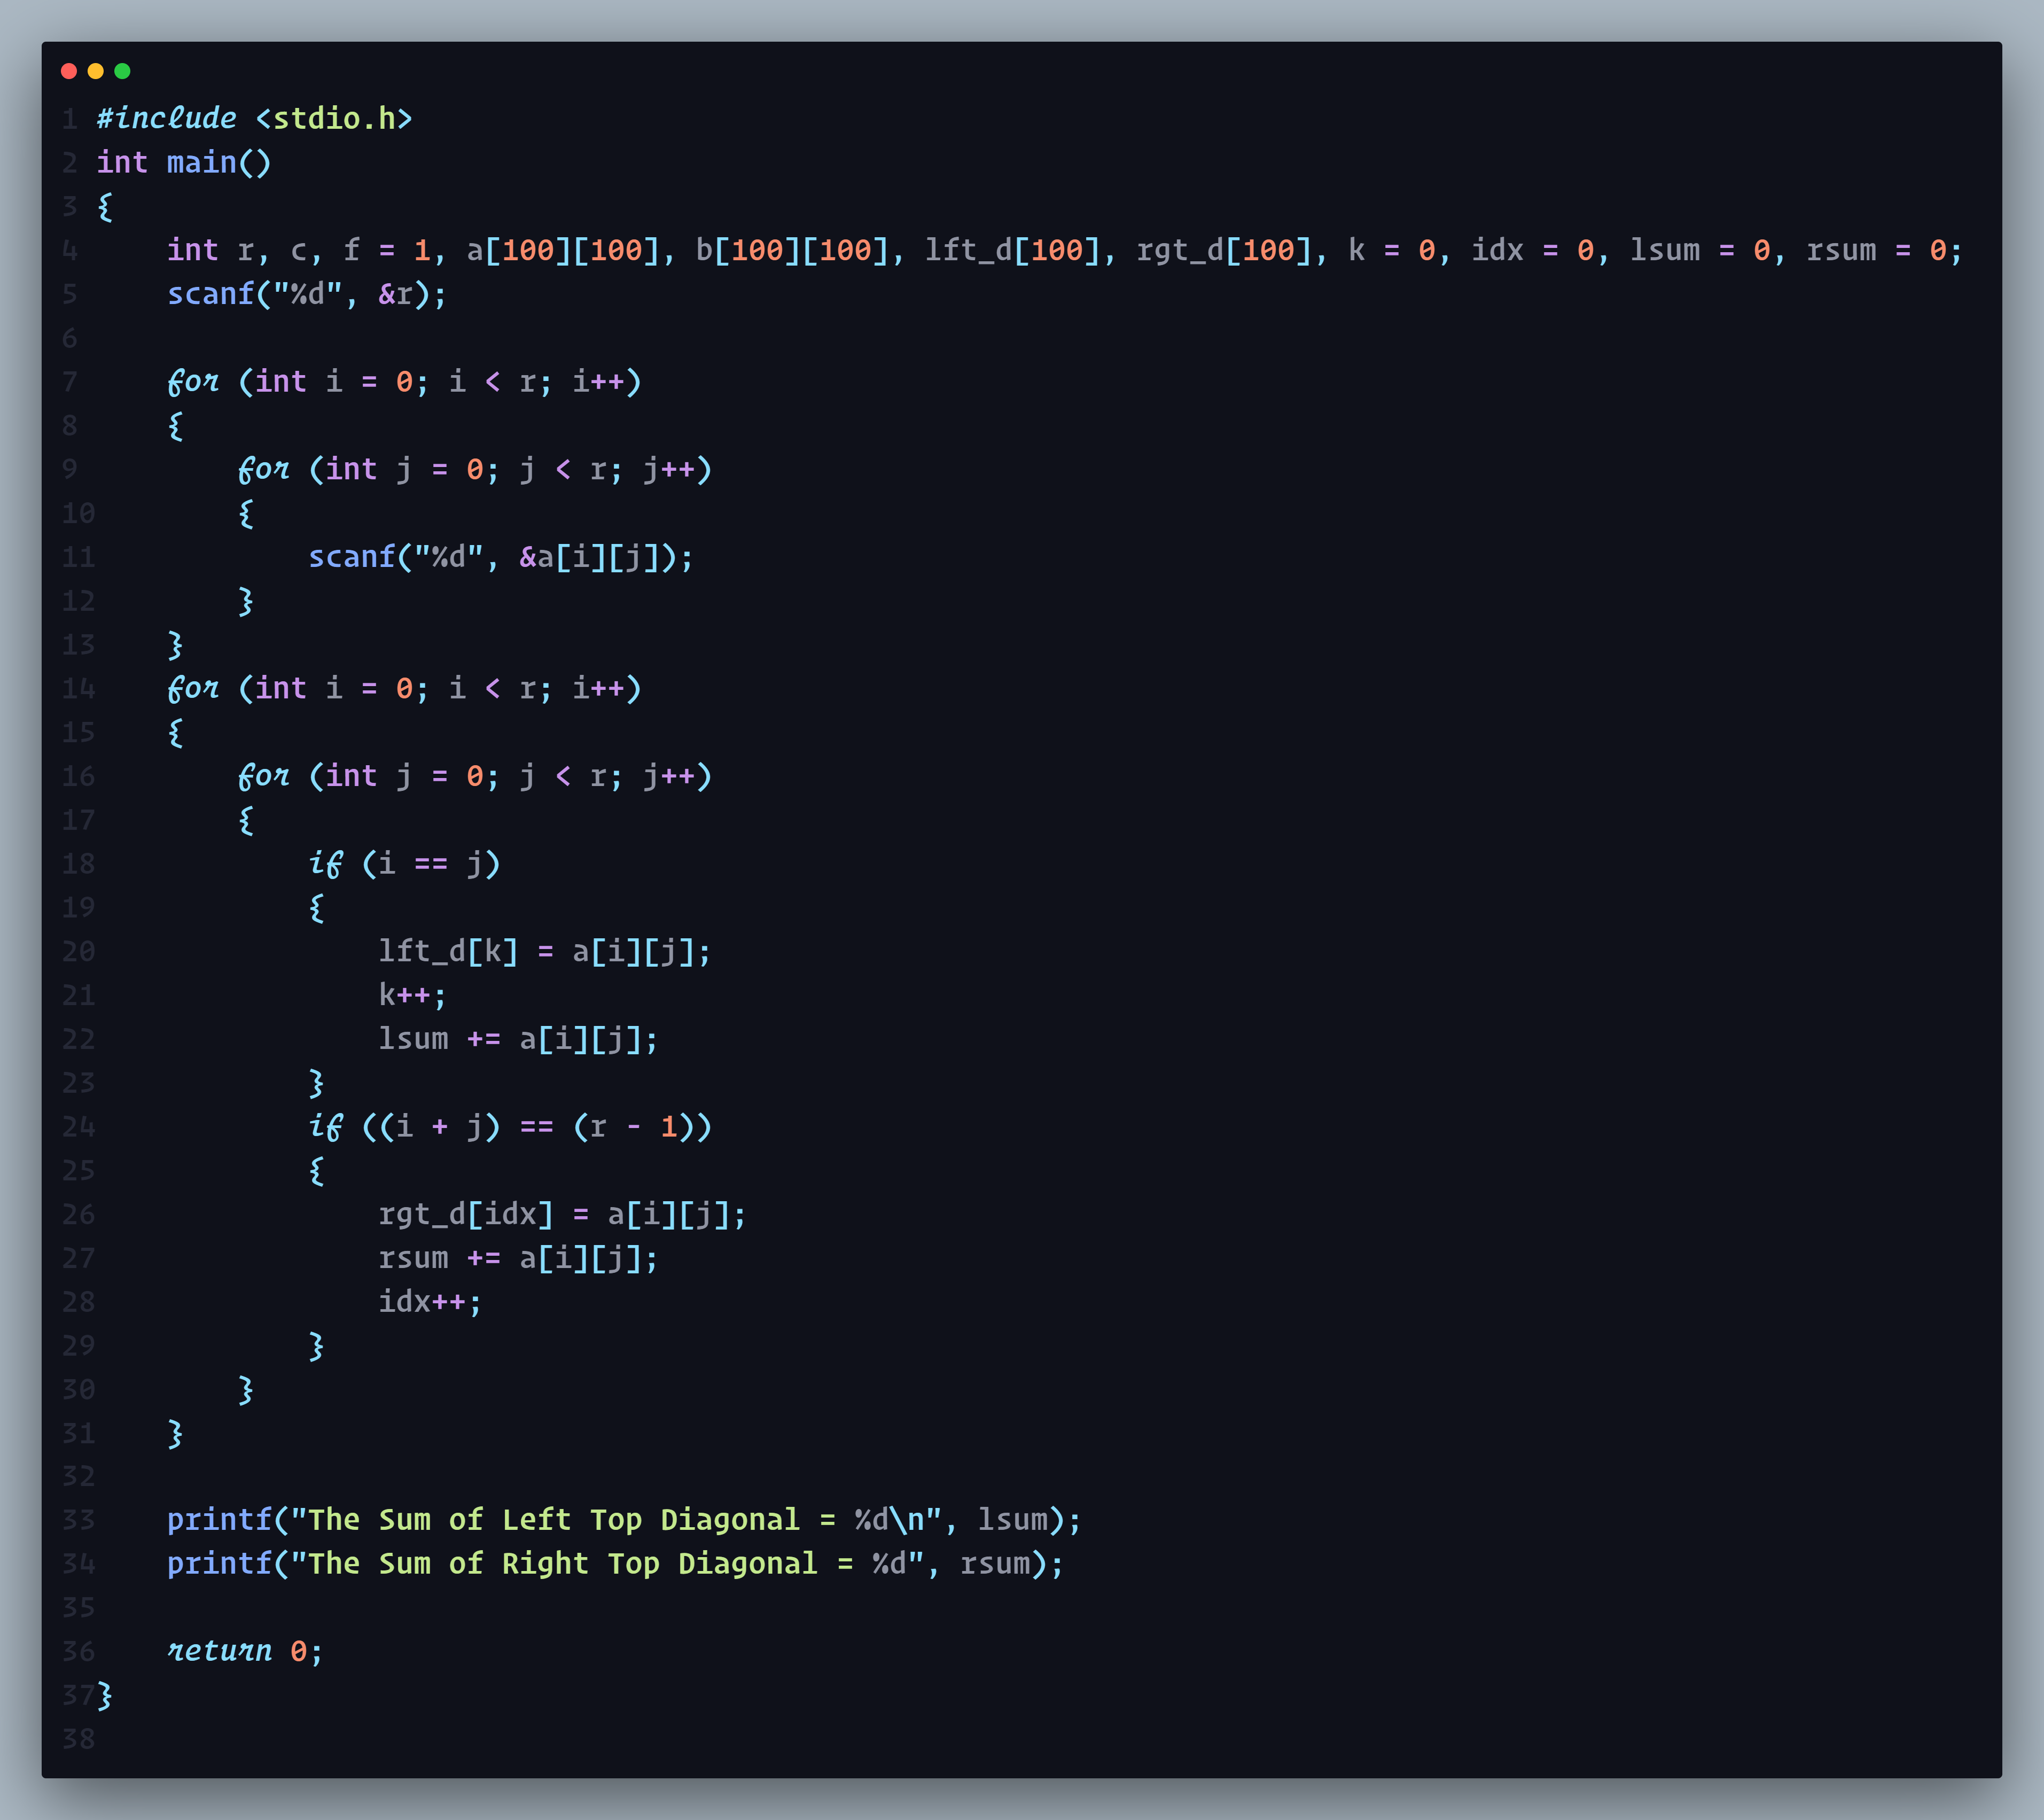 1 #include <stdio.h>
2 int main()
3 {
4     int r, c, f = 1, a[100][100], b[100][100], lft_d[100], rgt_d[100], k = 0, idx = 0, lsum = 0, rsum = 0;
5     scanf("%d", &r);
6
7     for (int i = 0; i < r; i++)
8     {
9         for (int j = 0; j < r; j++)
10         {
11             scanf("%d", &a[i][j]);
12         }
13     }
14     for (int i = 0; i < r; i++)
15     {
16         for (int j = 0; j < r; j++)
17         {
18             if (i == j)
19             {
20                 lft_d[k] = a[i][j];
21                 k++;
22                 lsum += a[i][j];
23             }
24             if ((i + j) == (r - 1))
25             {
26                 rgt_d[idx] = a[i][j];
27                 rsum += a[i][j];
28                 idx++;
29             }
30         }
31     }
32
33     printf("The Sum of Left Top Diagonal = %d\n", lsum);
34     printf("The Sum of Right Top Diagonal = %d", rsum);
35
36     return 0;
37 }
38